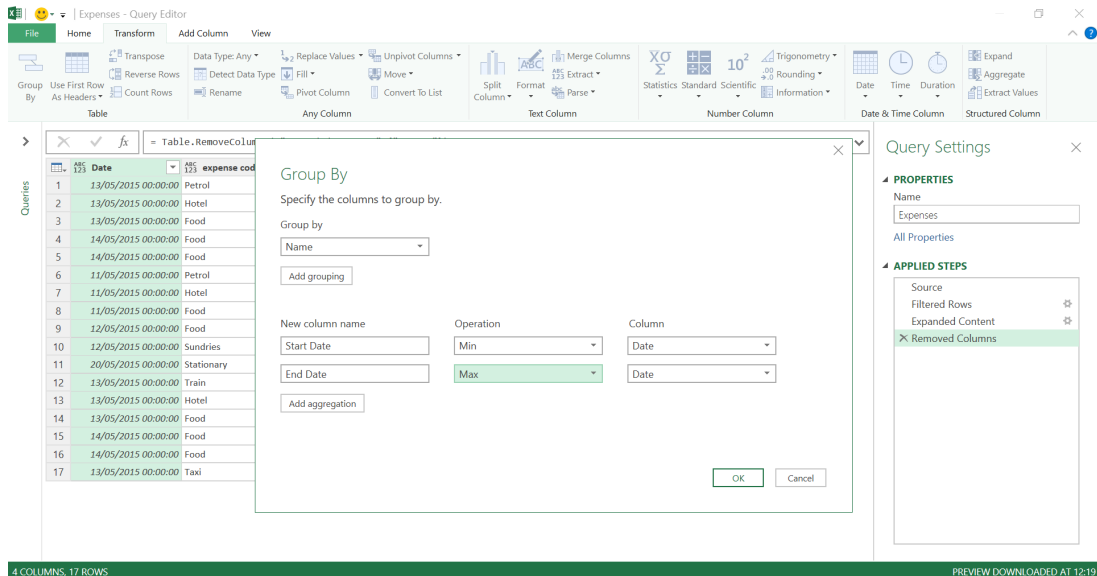 Expenses - Query Editor
File Home Transform Add Column View
Group By
Use First Row As Headers
Transpose
Reverse Rows
Count Rows
Table
Data Type: Any
Detect Data Type
Rename
Replace Values
Fill
Pivot Column
Unpivot Columns
Move
Convert To List
Any Column
Split Column
ABC
Format
Merge Columns
ABC 123 Extract
Parse
Text Column
XΣσ
Statistics
Standard
10²
Scientific
Trigonometry
.00 Rounding
Information
Number Column
Date
Time
Duration
Date & Time Column
Expand
Aggregate
Extract Values
Structured Column
Queries
fx = Table.RemoveColum
ABC 123 Date ABC 123 expense cod
1 13/05/2015 00:00:00 Petrol
2 13/05/2015 00:00:00 Hotel
3 13/05/2015 00:00:00 Food
4 14/05/2015 00:00:00 Food
5 14/05/2015 00:00:00 Food
6 11/05/2015 00:00:00 Petrol
7 11/05/2015 00:00:00 Hotel
8 11/05/2015 00:00:00 Food
9 12/05/2015 00:00:00 Food
10 12/05/2015 00:00:00 Sundries
11 20/05/2015 00:00:00 Stationary
12 13/05/2015 00:00:00 Train
13 13/05/2015 00:00:00 Hotel
14 13/05/2015 00:00:00 Food
15 14/05/2015 00:00:00 Food
16 14/05/2015 00:00:00 Food
17 13/05/2015 00:00:00 Taxi
Group By
Specify the columns to group by.
Group by
Name
Add grouping
New column name Operation Column
Start Date Min Date
End Date Max Date
Add aggregation
OK Cancel
Query Settings
PROPERTIES
Name
Expenses
All Properties
APPLIED STEPS
Source
Filtered Rows
Expanded Content
Removed Columns
4 COLUMNS, 17 ROWS
PREVIEW DOWNLOADED AT 12:19